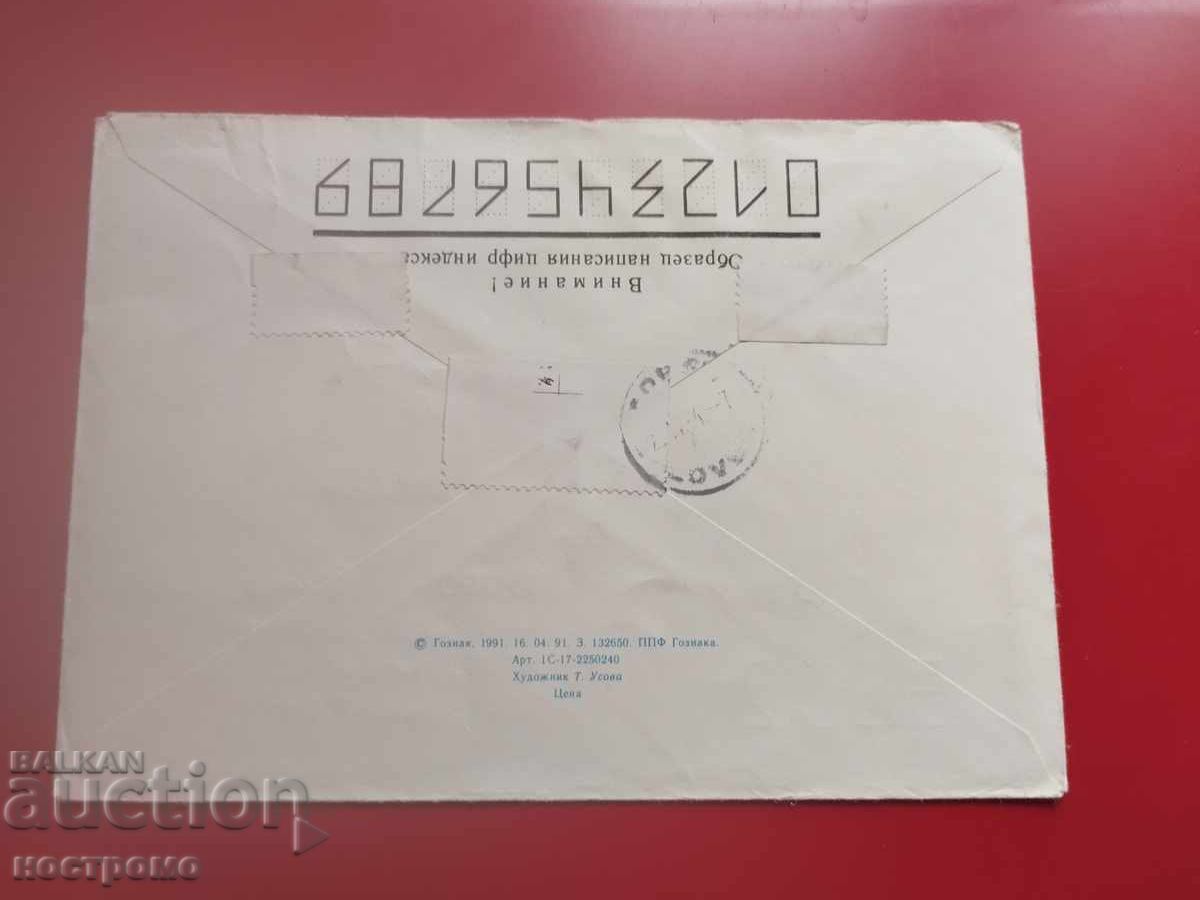 0123456789
Образец написания цифр индекс
Внимание!
© Гознак. 1991. 16. 04. 91. З. 132650. ППФ Гознака.
Арт. 1С-17-2250240
Художник Т. Усова
Цена
BALKAN
auction
ностромо